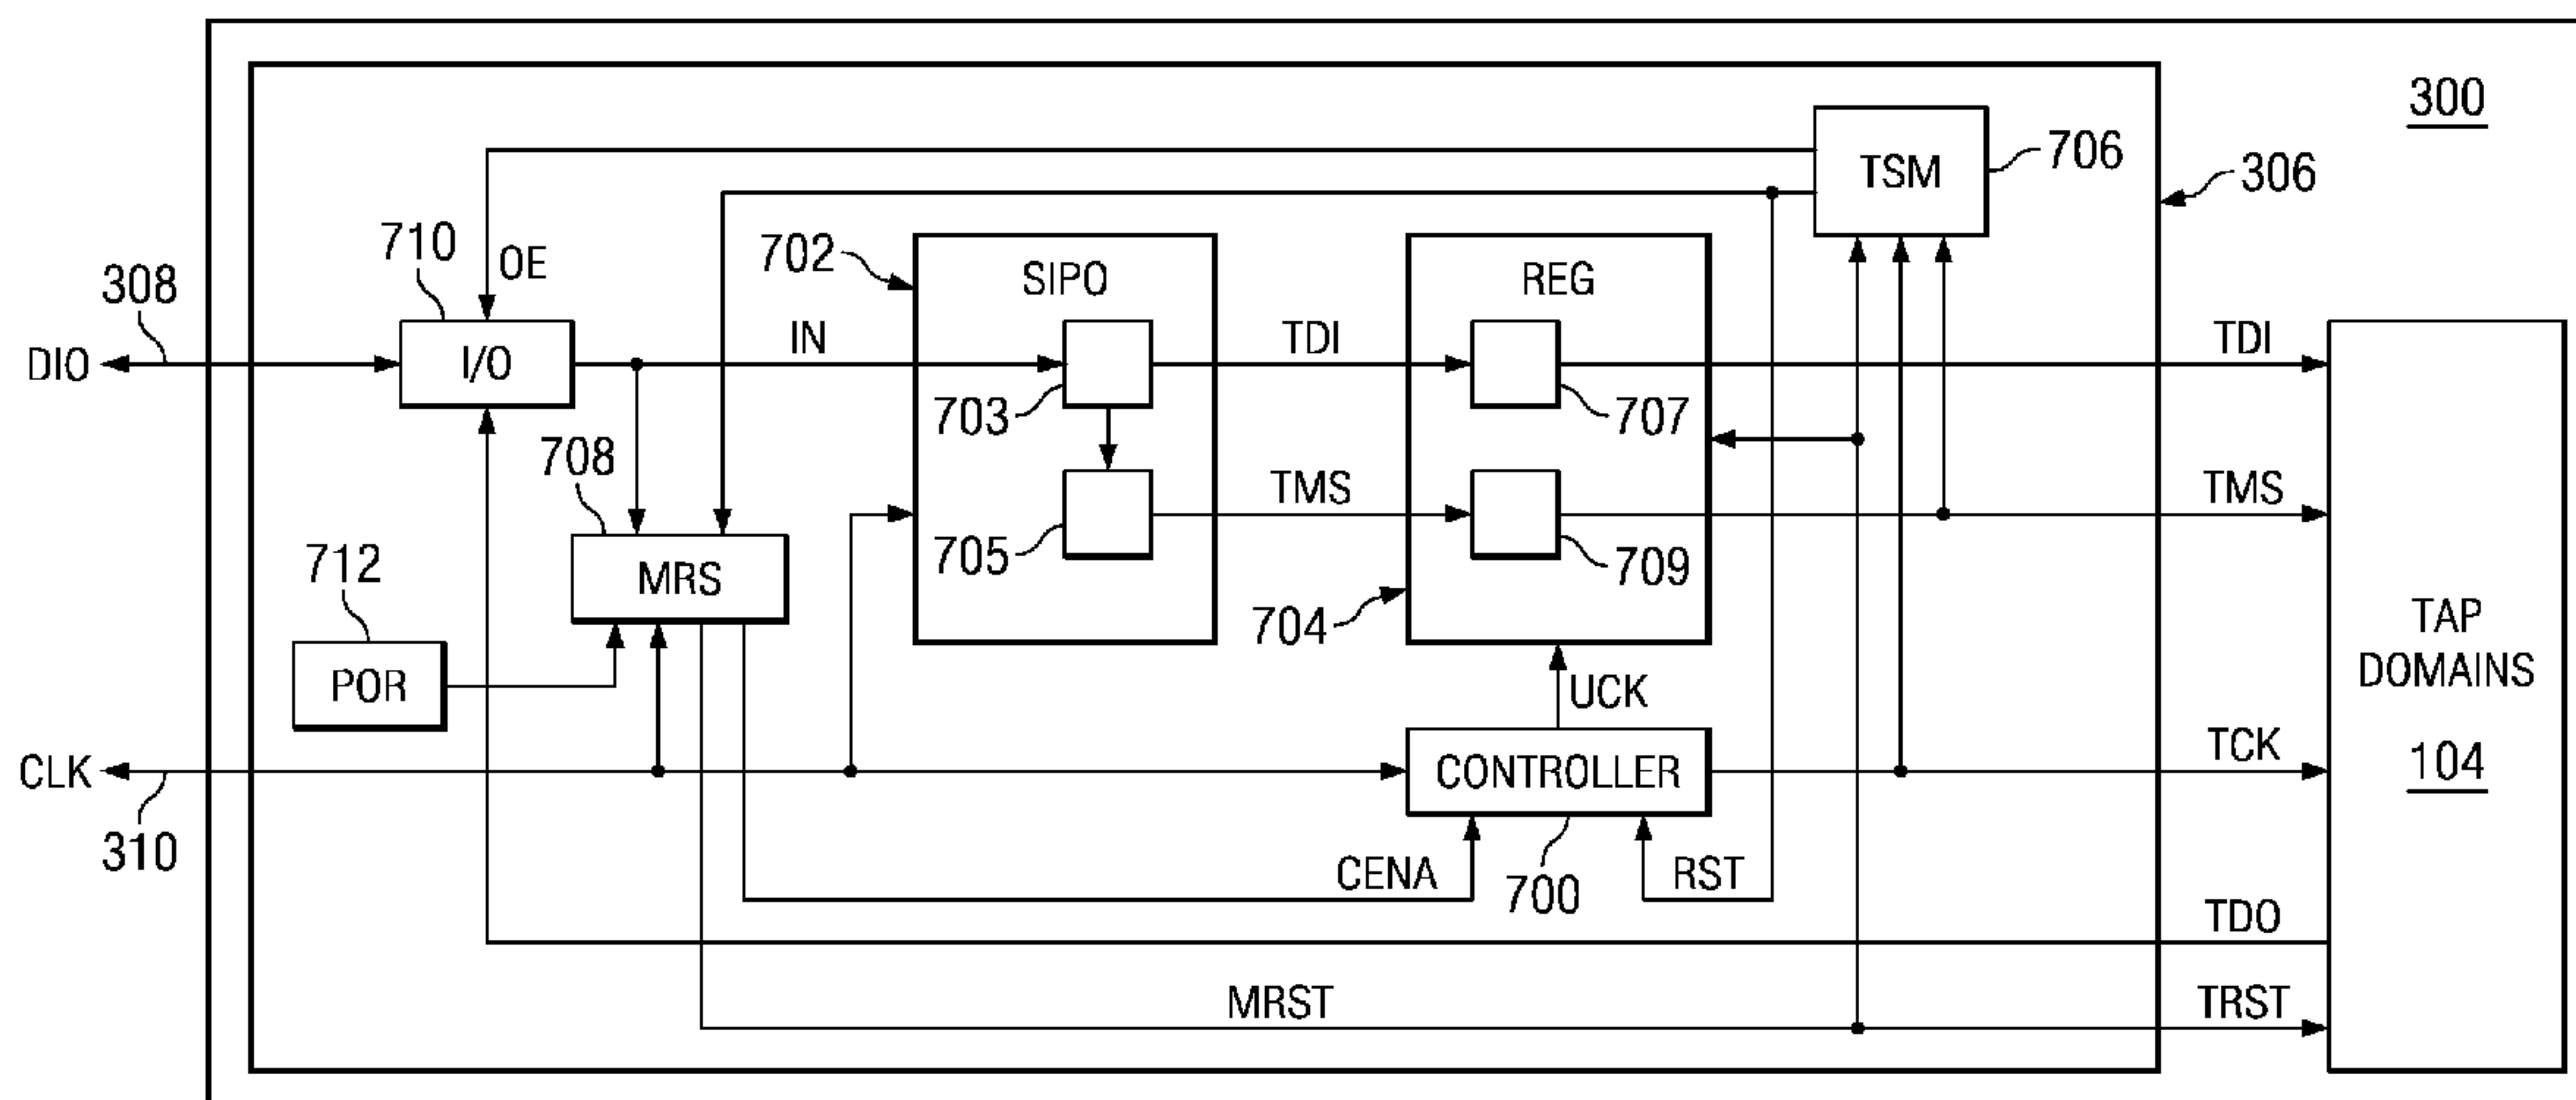 300
TSM
706
306
710
OE
702
SIPO
REG
308
DIO
I/O
IN
TDI
TDI
703
707
708
TMS
TMS
712
MRS
705
709
704
TAP
DOMAINS
104
POR
UCK
CLK
CONTROLLER
TCK
310
CENA
700
RST
TDO
MRST
TRST